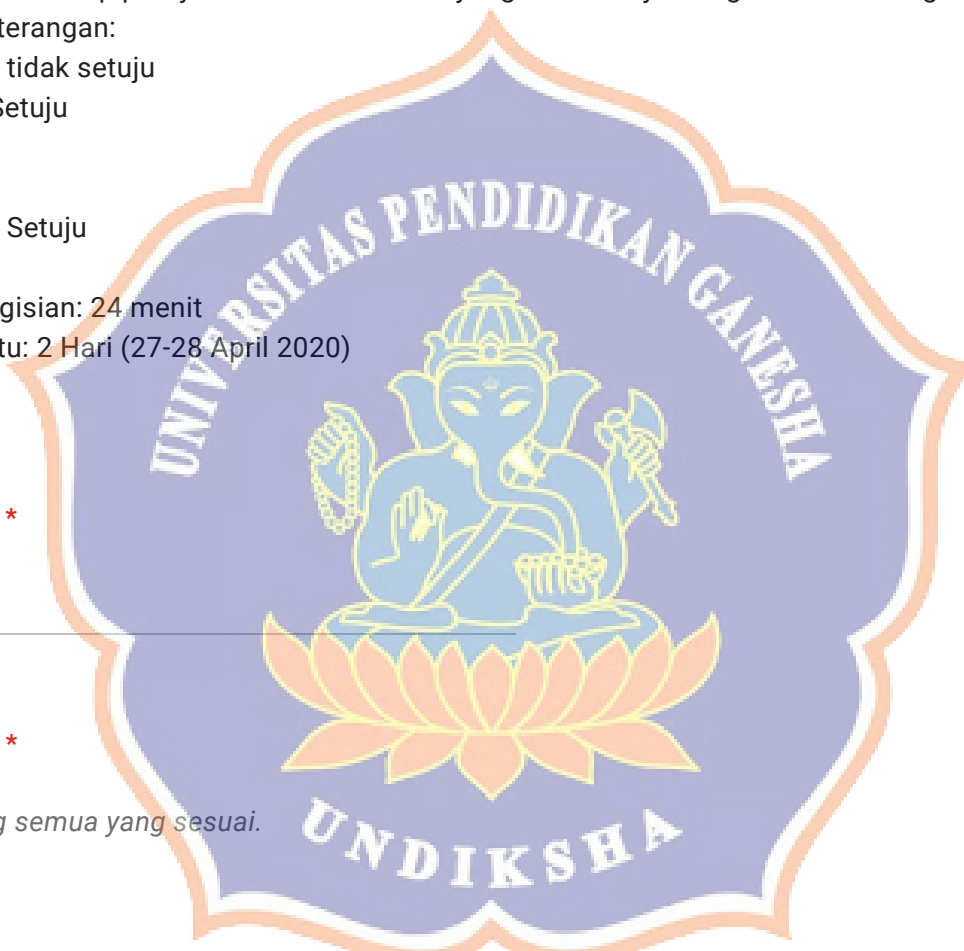 terangan:
tidak setuju
Setuju
Setuju
gisian: 24 menit
tu: 2 Hari (27-28 April 2020)
UNIVERSITAS PENDIDIKAN GANESHA
*
*
g semua yang sesuai.
UNDIKSHA